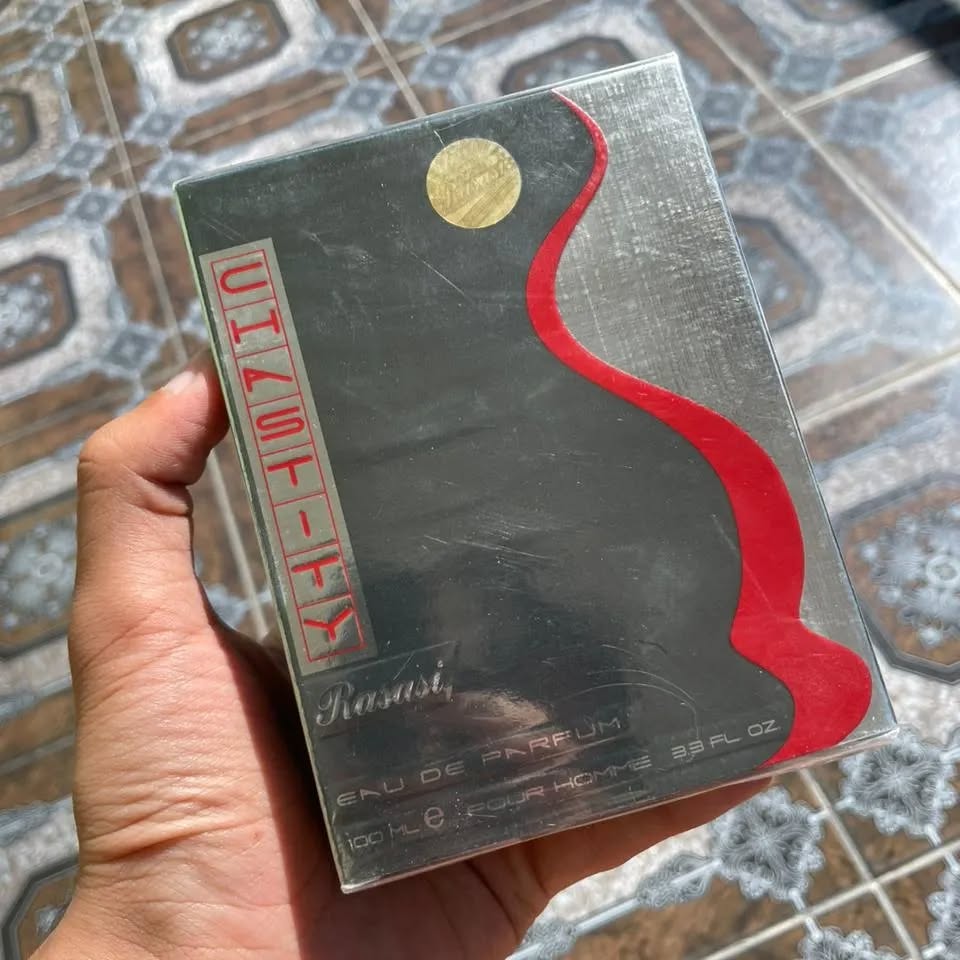 CHASTITY
Rasasi
EAU DE PARFUM
100 ML e POUR HOMME 3.3 FL OZ.